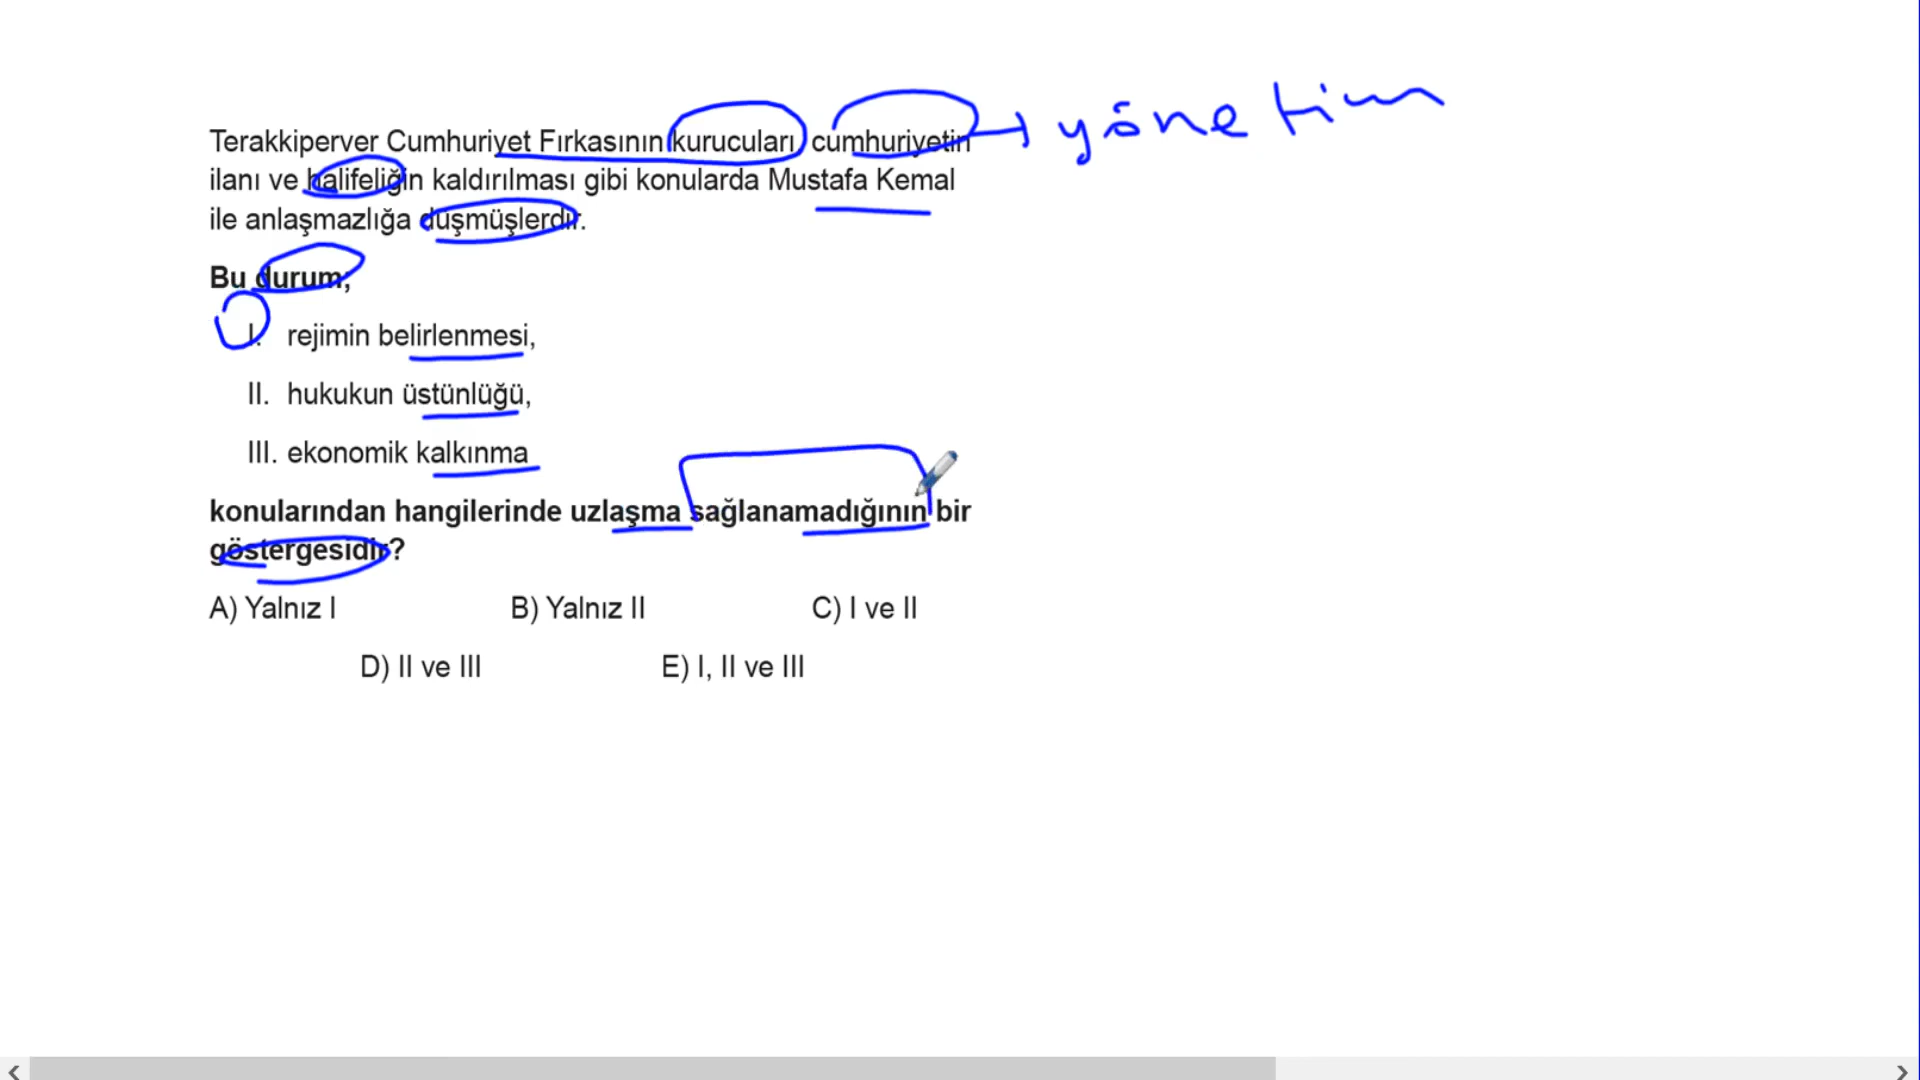 Terakkiperver Cumhuriyet Fırkasının kurucuları cumhuriyetin yönetim
ilanı ve halifeliğin kaldırılması gibi konularda Mustafa Kemal
ile anlaşmazlığa düşmüşlerdir.
Bu durum;
I. rejimin belirlenmesi,
II. hukukun üstünlüğü,
III. ekonomik kalkınma
konularından hangilerinde uzlaşma sağlanamadığının bir
göstergesidir?
A) Yalnız I B) Yalnız II C) I ve II
D) II ve III E) I, II ve III